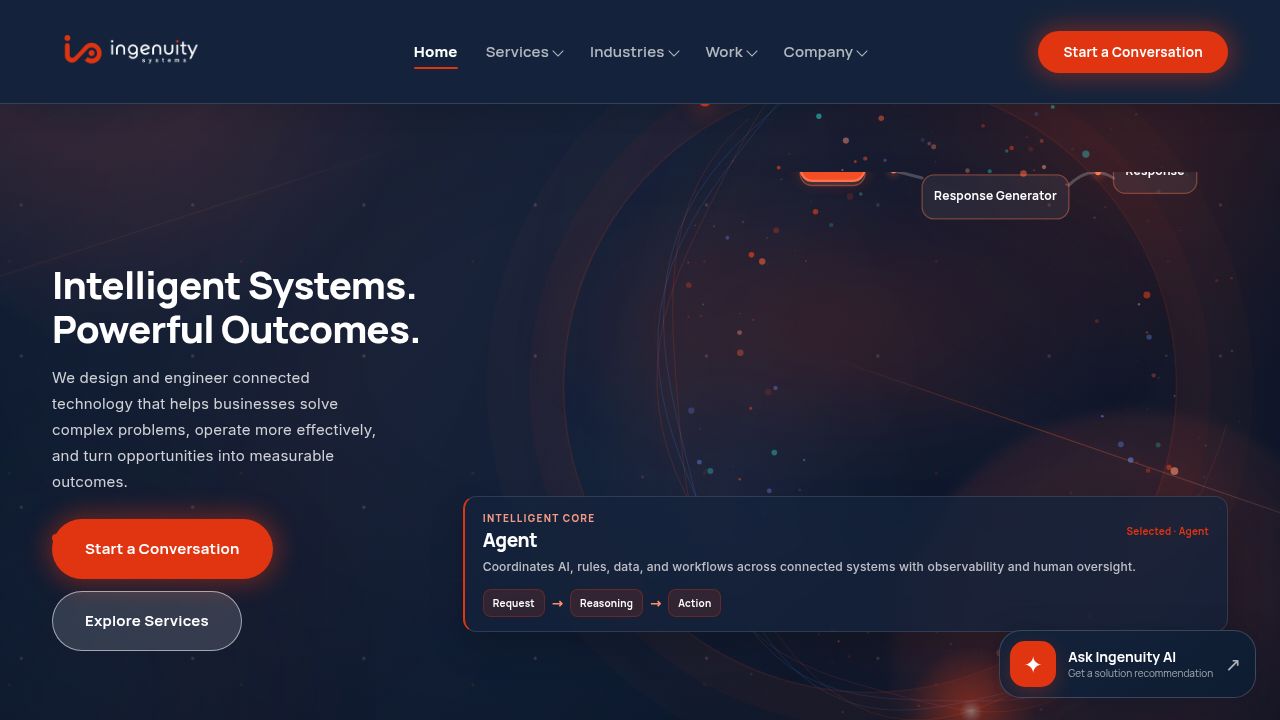 ingenuity
systems
Home
Services
Industries
Work
Company
Start a Conversation
Response
Response Generator
Intelligent Systems.
Powerful Outcomes.
We design and engineer connected
technology that helps businesses solve
complex problems, operate more effectively,
and turn opportunities into measurable
outcomes.
Start a Conversation
Explore Services
INTELLIGENT CORE
Agent
Selected · Agent
Coordinates AI, rules, data, and workflows across connected systems with observability and human oversight.
Request → Reasoning → Action
Ask Ingenuity AI
Get a solution recommendation